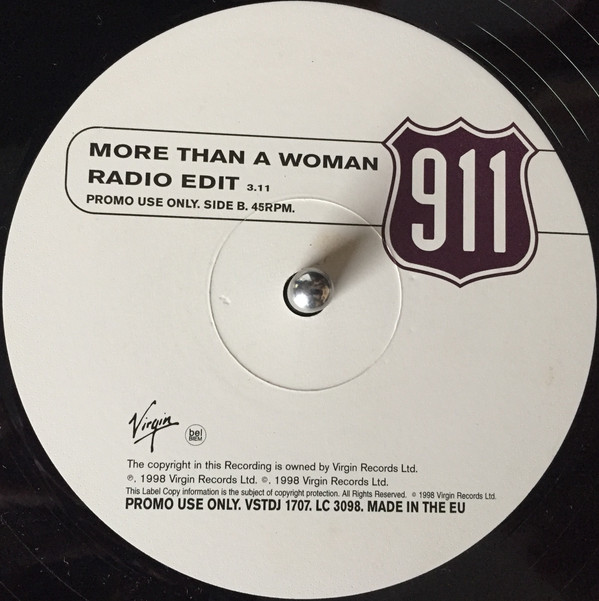 MORE THAN A WOMAN
RADIO EDIT 3.11
PROMO USE ONLY. SIDE B. 45RPM.
911
Virgin
bel
BIEM
The copyright in this Recording is owned by Virgin Records Ltd.
℗. 1998 Virgin Records Ltd. ©. 1998 Virgin Records Ltd.
This Label Copy information is the subject of copyright protection. All Rights Reserved. © 1998 Virgin Records Ltd.
PROMO USE ONLY. VSTDJ 1707. LC 3098. MADE IN THE EU